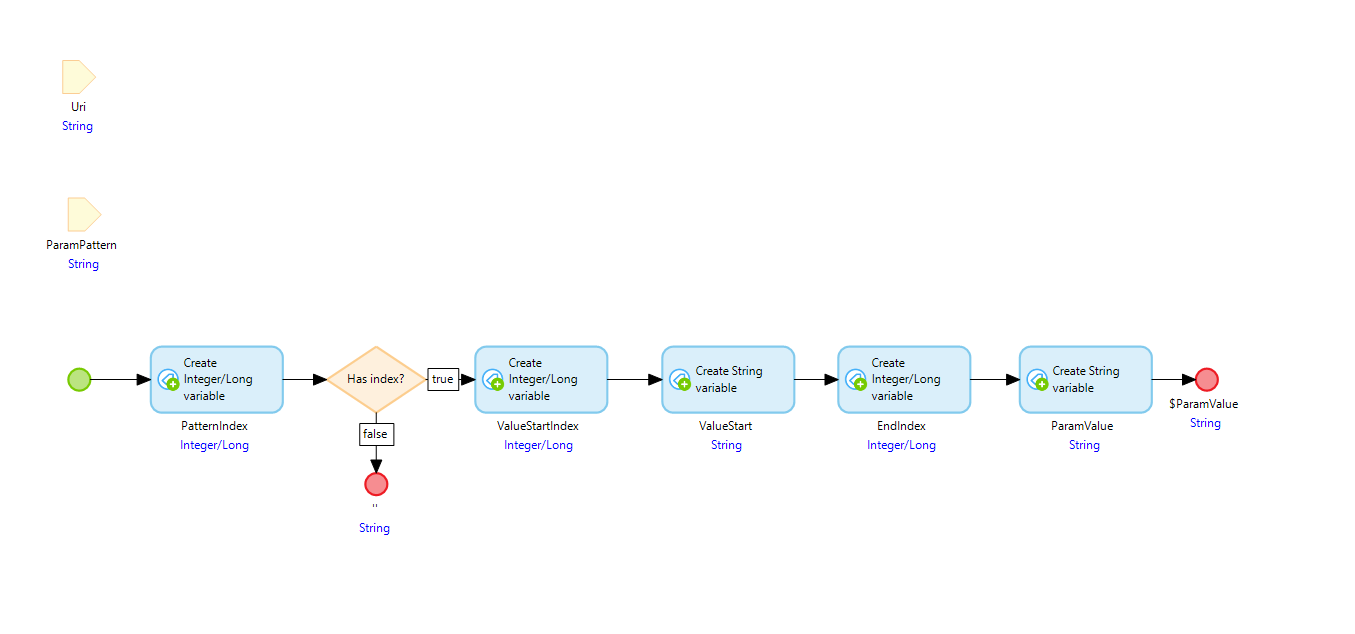 Uri
String
ParamPattern
String
Create
Integer/Long
variable
PatternIndex
Integer/Long
Has index?
true
false
''
String
Create
Integer/Long
variable
ValueStartIndex
Integer/Long
Create String
variable
ValueStart
String
Create
Integer/Long
variable
EndIndex
Integer/Long
Create String
variable
ParamValue
String
$ParamValue
String